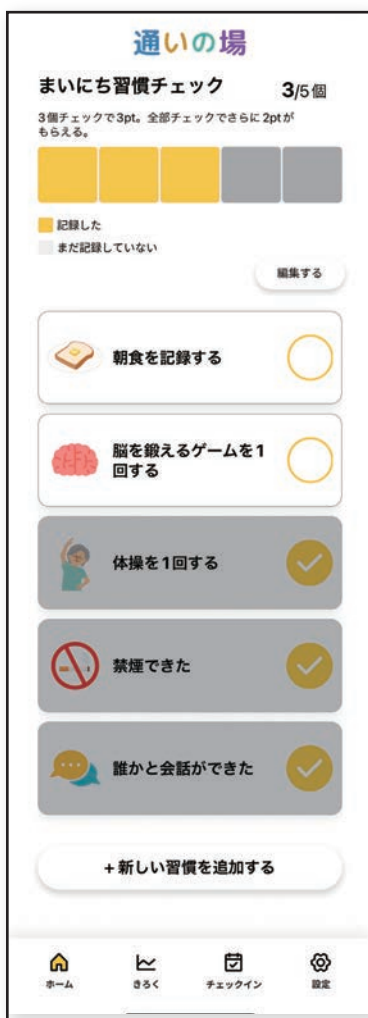 通いの場
まいにち習慣チェック
3/5個
3個チェックで3pt。全部チェックでさらに2ptが
もらえる。
記録した
まだ記録していない
編集する
朝食を記録する
脳を鍛えるゲームを1
回する
体操を1回する
禁煙できた
誰かと会話ができた
+新しい習慣を追加する
ホーム
きろく
チェックイン
設定